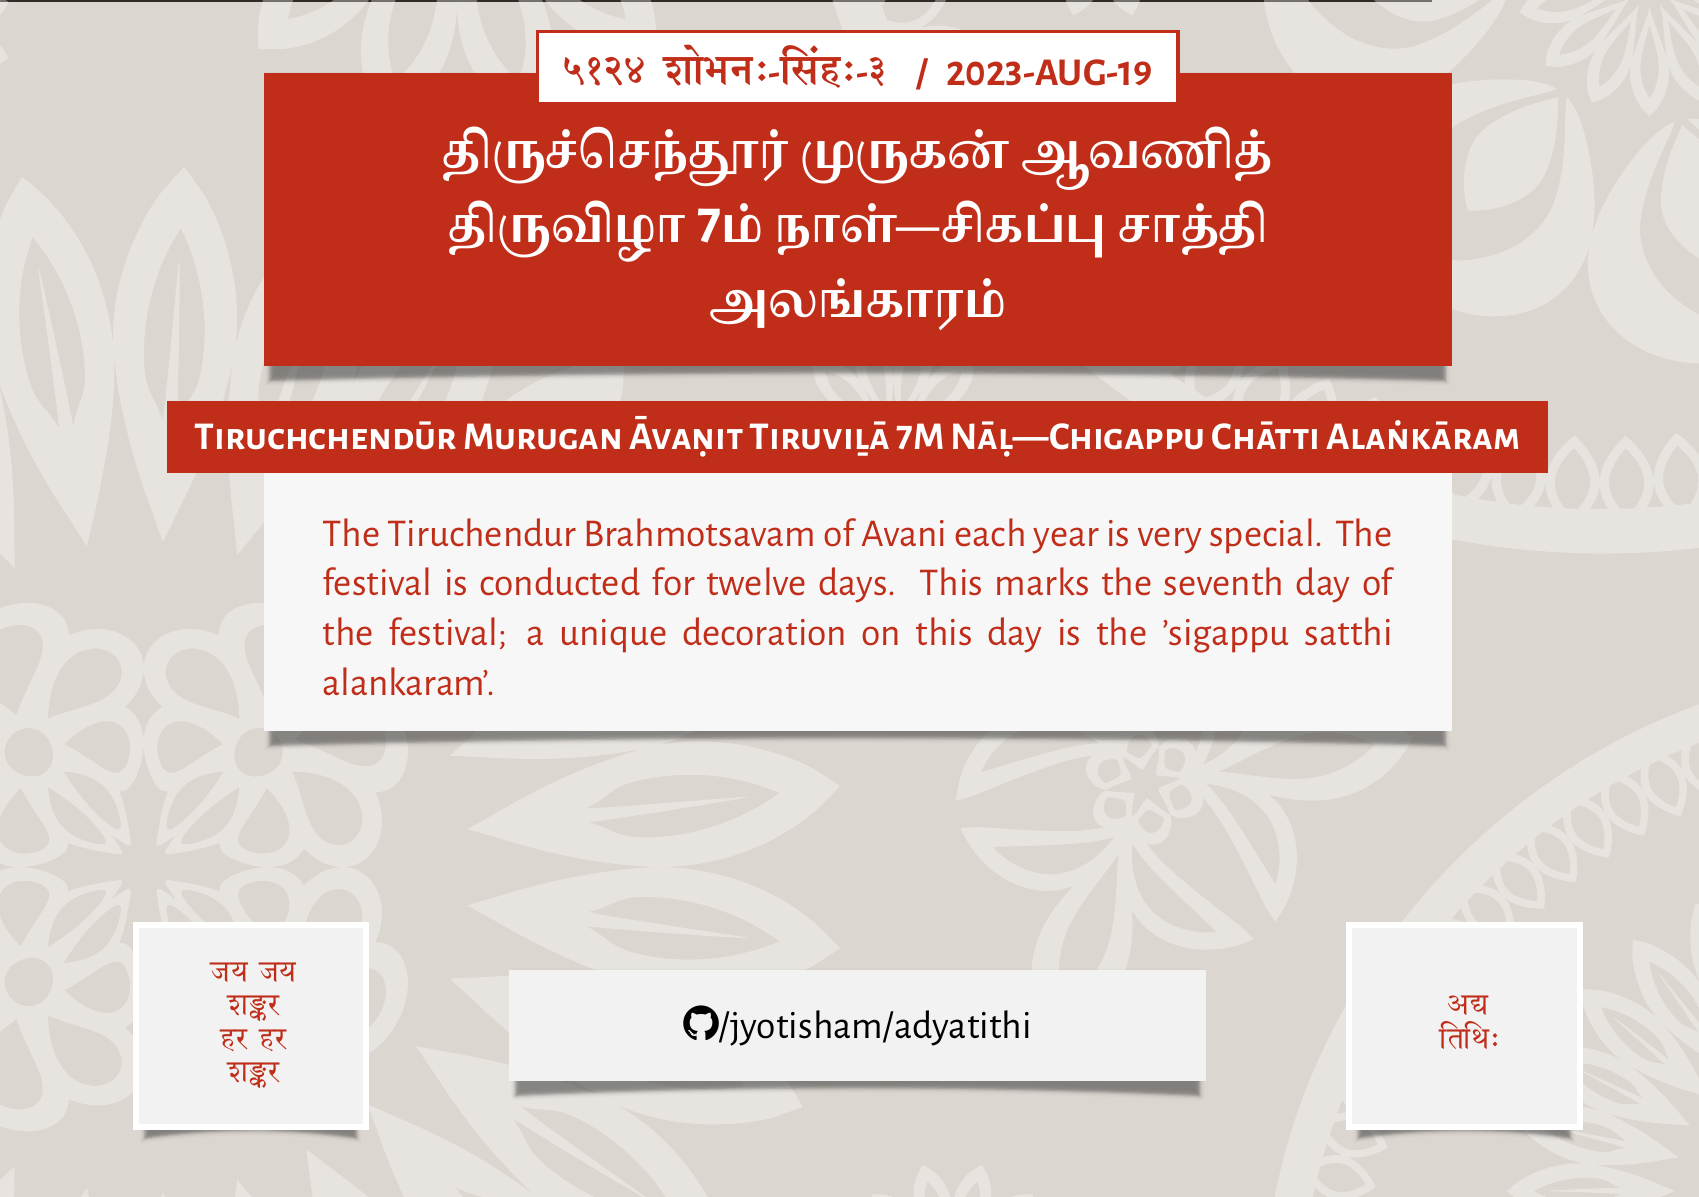 ५१२४ शोभनः-सिंहः-३ / 2023-AUG-19
திருச்செந்தூர் முருகன் ஆவணித்
திருவிழா 7ம் நாள்—சிகப்பு சாத்தி
அலங்காரம்
Tiruchchendūr Murugan Āvaṇit Tiruviḻā 7m Nāḷ—Chigappu Chātti Alaṅkāram
The Tiruchendur Brahmotsavam of Avani each year is very special. The
festival is conducted for twelve days. This marks the seventh day of
the festival; a unique decoration on this day is the ’sigappu satthi
alankaram’.
जय जय
शङ्कर
हर हर
शङ्कर
/jyotisham/adyatithi
अद्य
तिथिः